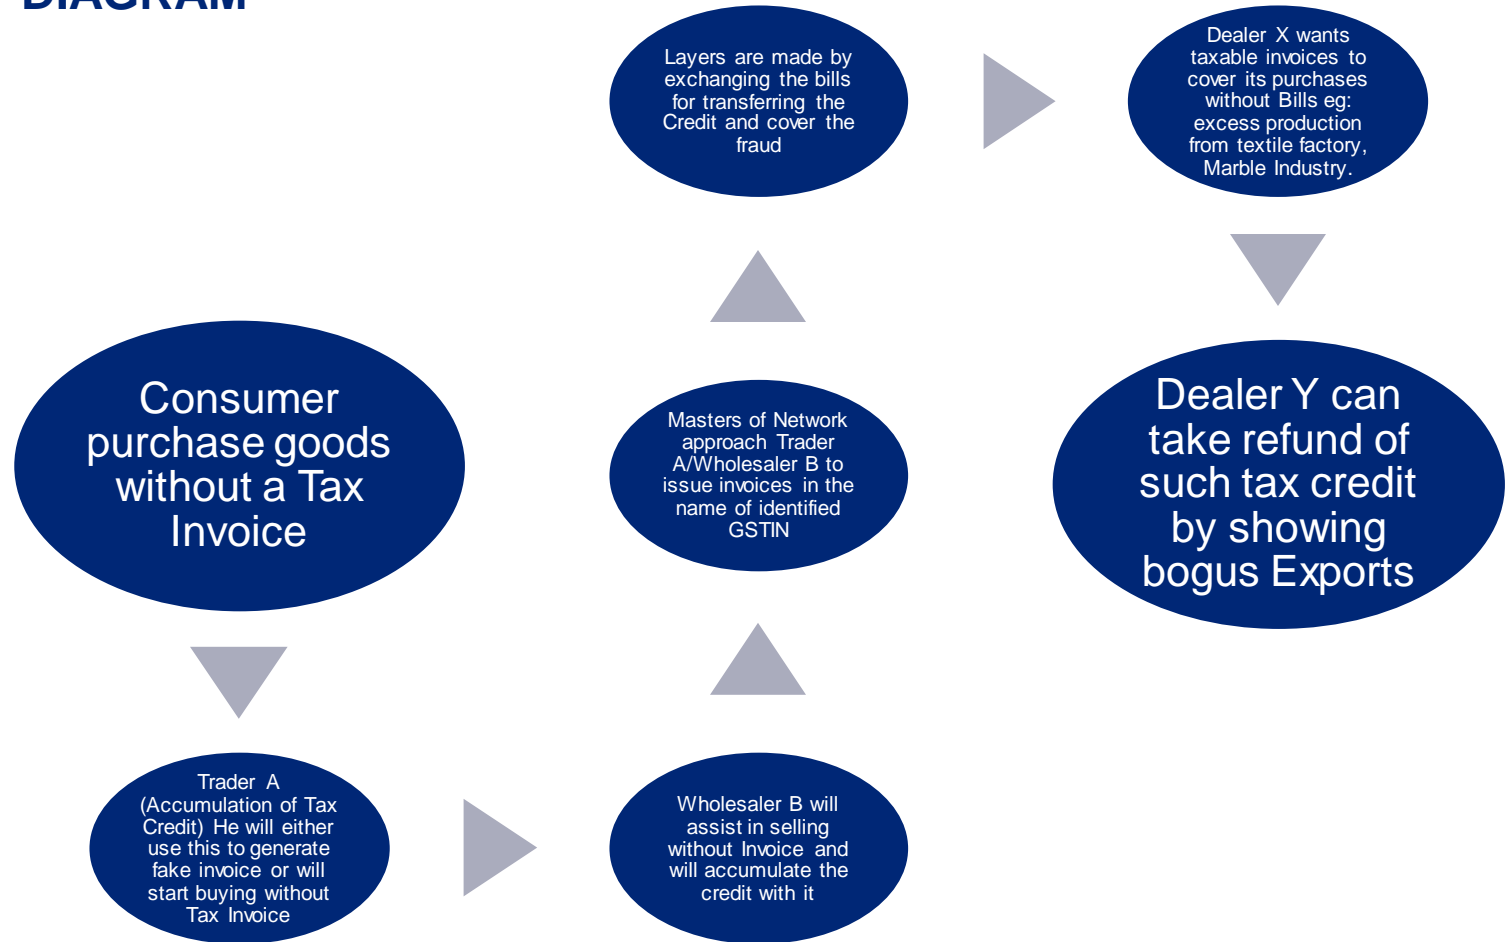 DIAGRAM
Consumer
purchase goods
without a Tax
Invoice
Trader A
(Accumulation of Tax
Credit) He will either
use this to generate
fake invoice or will
start buying without
Tax Invoice
Wholesaler B will
assist in selling
without Invoice and
will accumulate the
credit with it
Masters of Network
approach Trader
A/Wholesaler B to
issue invoices in the
name of identified
GSTIN
Layers are made by
exchanging the bills
for transferring the
Credit and cover the
fraud
Dealer X wants
taxable invoices to
cover its purchases
without Bills eg:
excess production
from textile factory,
Marble Industry.
Dealer Y can
take refund of
such tax credit
by showing
bogus Exports